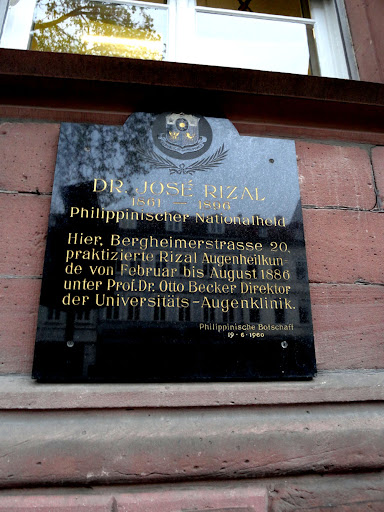 DR. JOSÉ RIZAL
1861 — 1896
Philippinischer Nationalheld
Hier, Bergheimerstrasse 20,
praktizierte Rizal Augenheilkun-
de von Februar bis August 1886
unter Prof. Dr. Otto Becker Direktor
der Universitäts-Augenklinik.
Philippinische Botschaft
19-6-1960